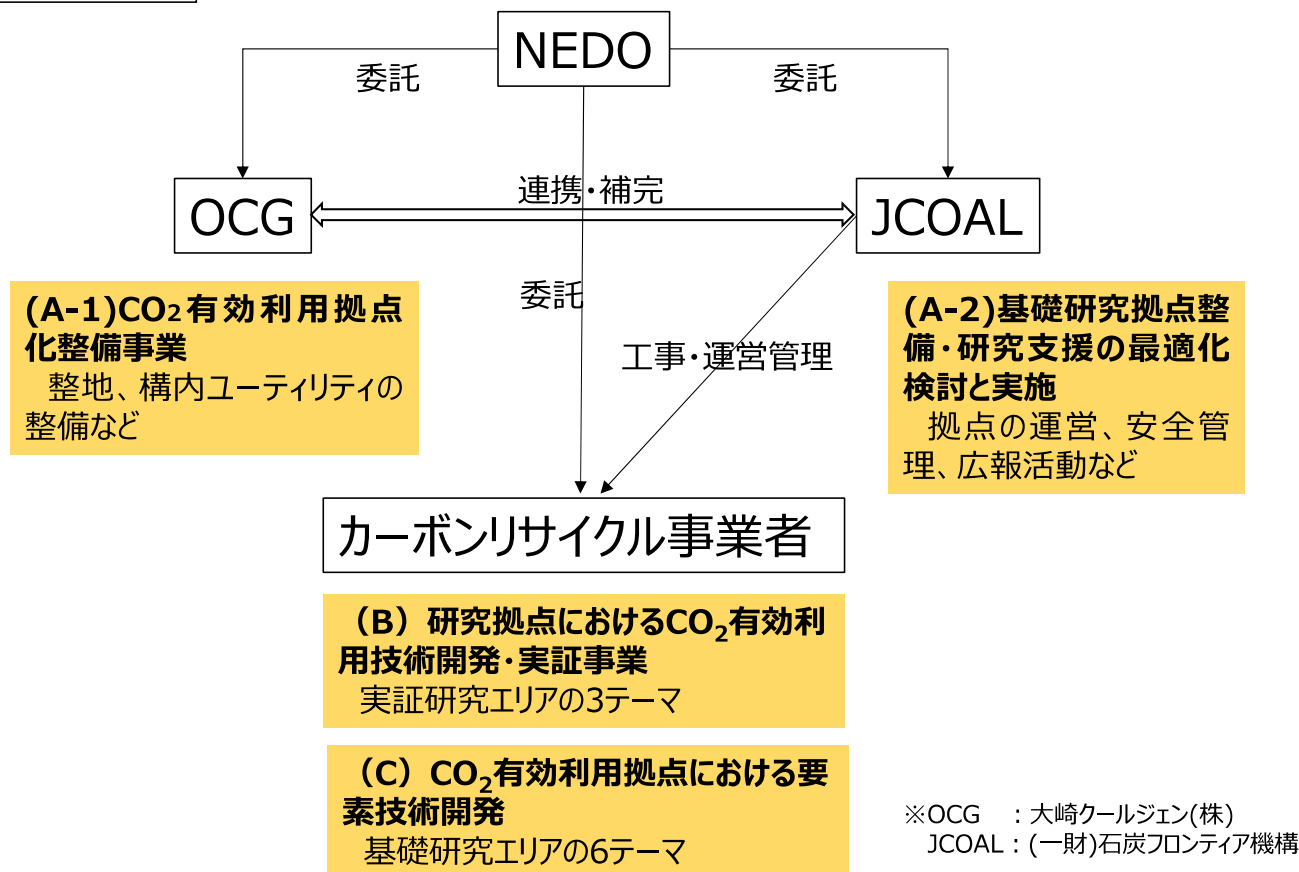 NEDO
委託
委託
OCG
連携・補完
JCOAL
委託
工事・運営管理
(A-1)CO₂有効利用拠点
化整備事業
整地、構内ユーティリティの
整備など
(A-2)基礎研究拠点整
備・研究支援の最適化
検討と実施
拠点の運営、安全管
理、広報活動など
カーボンリサイクル事業者
（B）研究拠点におけるCO₂有効利
用技術開発・実証事業
実証研究エリアの3テーマ
（C）CO₂有効利用拠点における要
素技術開発
基礎研究エリアの6テーマ
※OCG ：大崎クールジェン(株)
JCOAL：(一財)石炭フロンティア機構